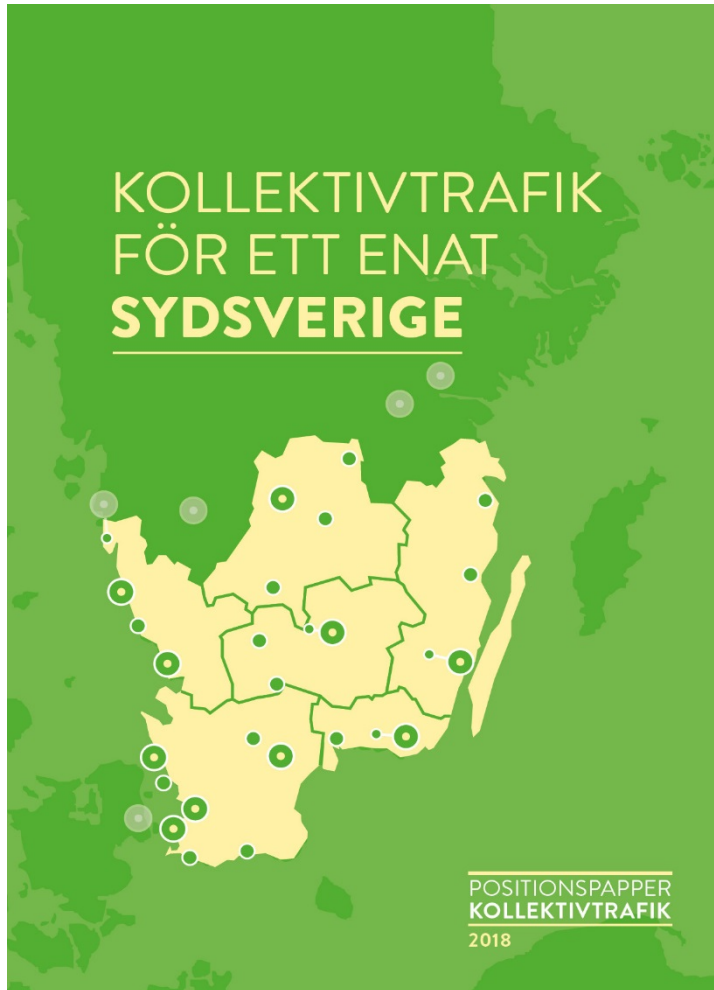 KOLLEKTIVTRAFIK
FÖR ETT ENAT
SYDSVERIGE
POSITIONSPAPPER
KOLLEKTIVTRAFIK
2018